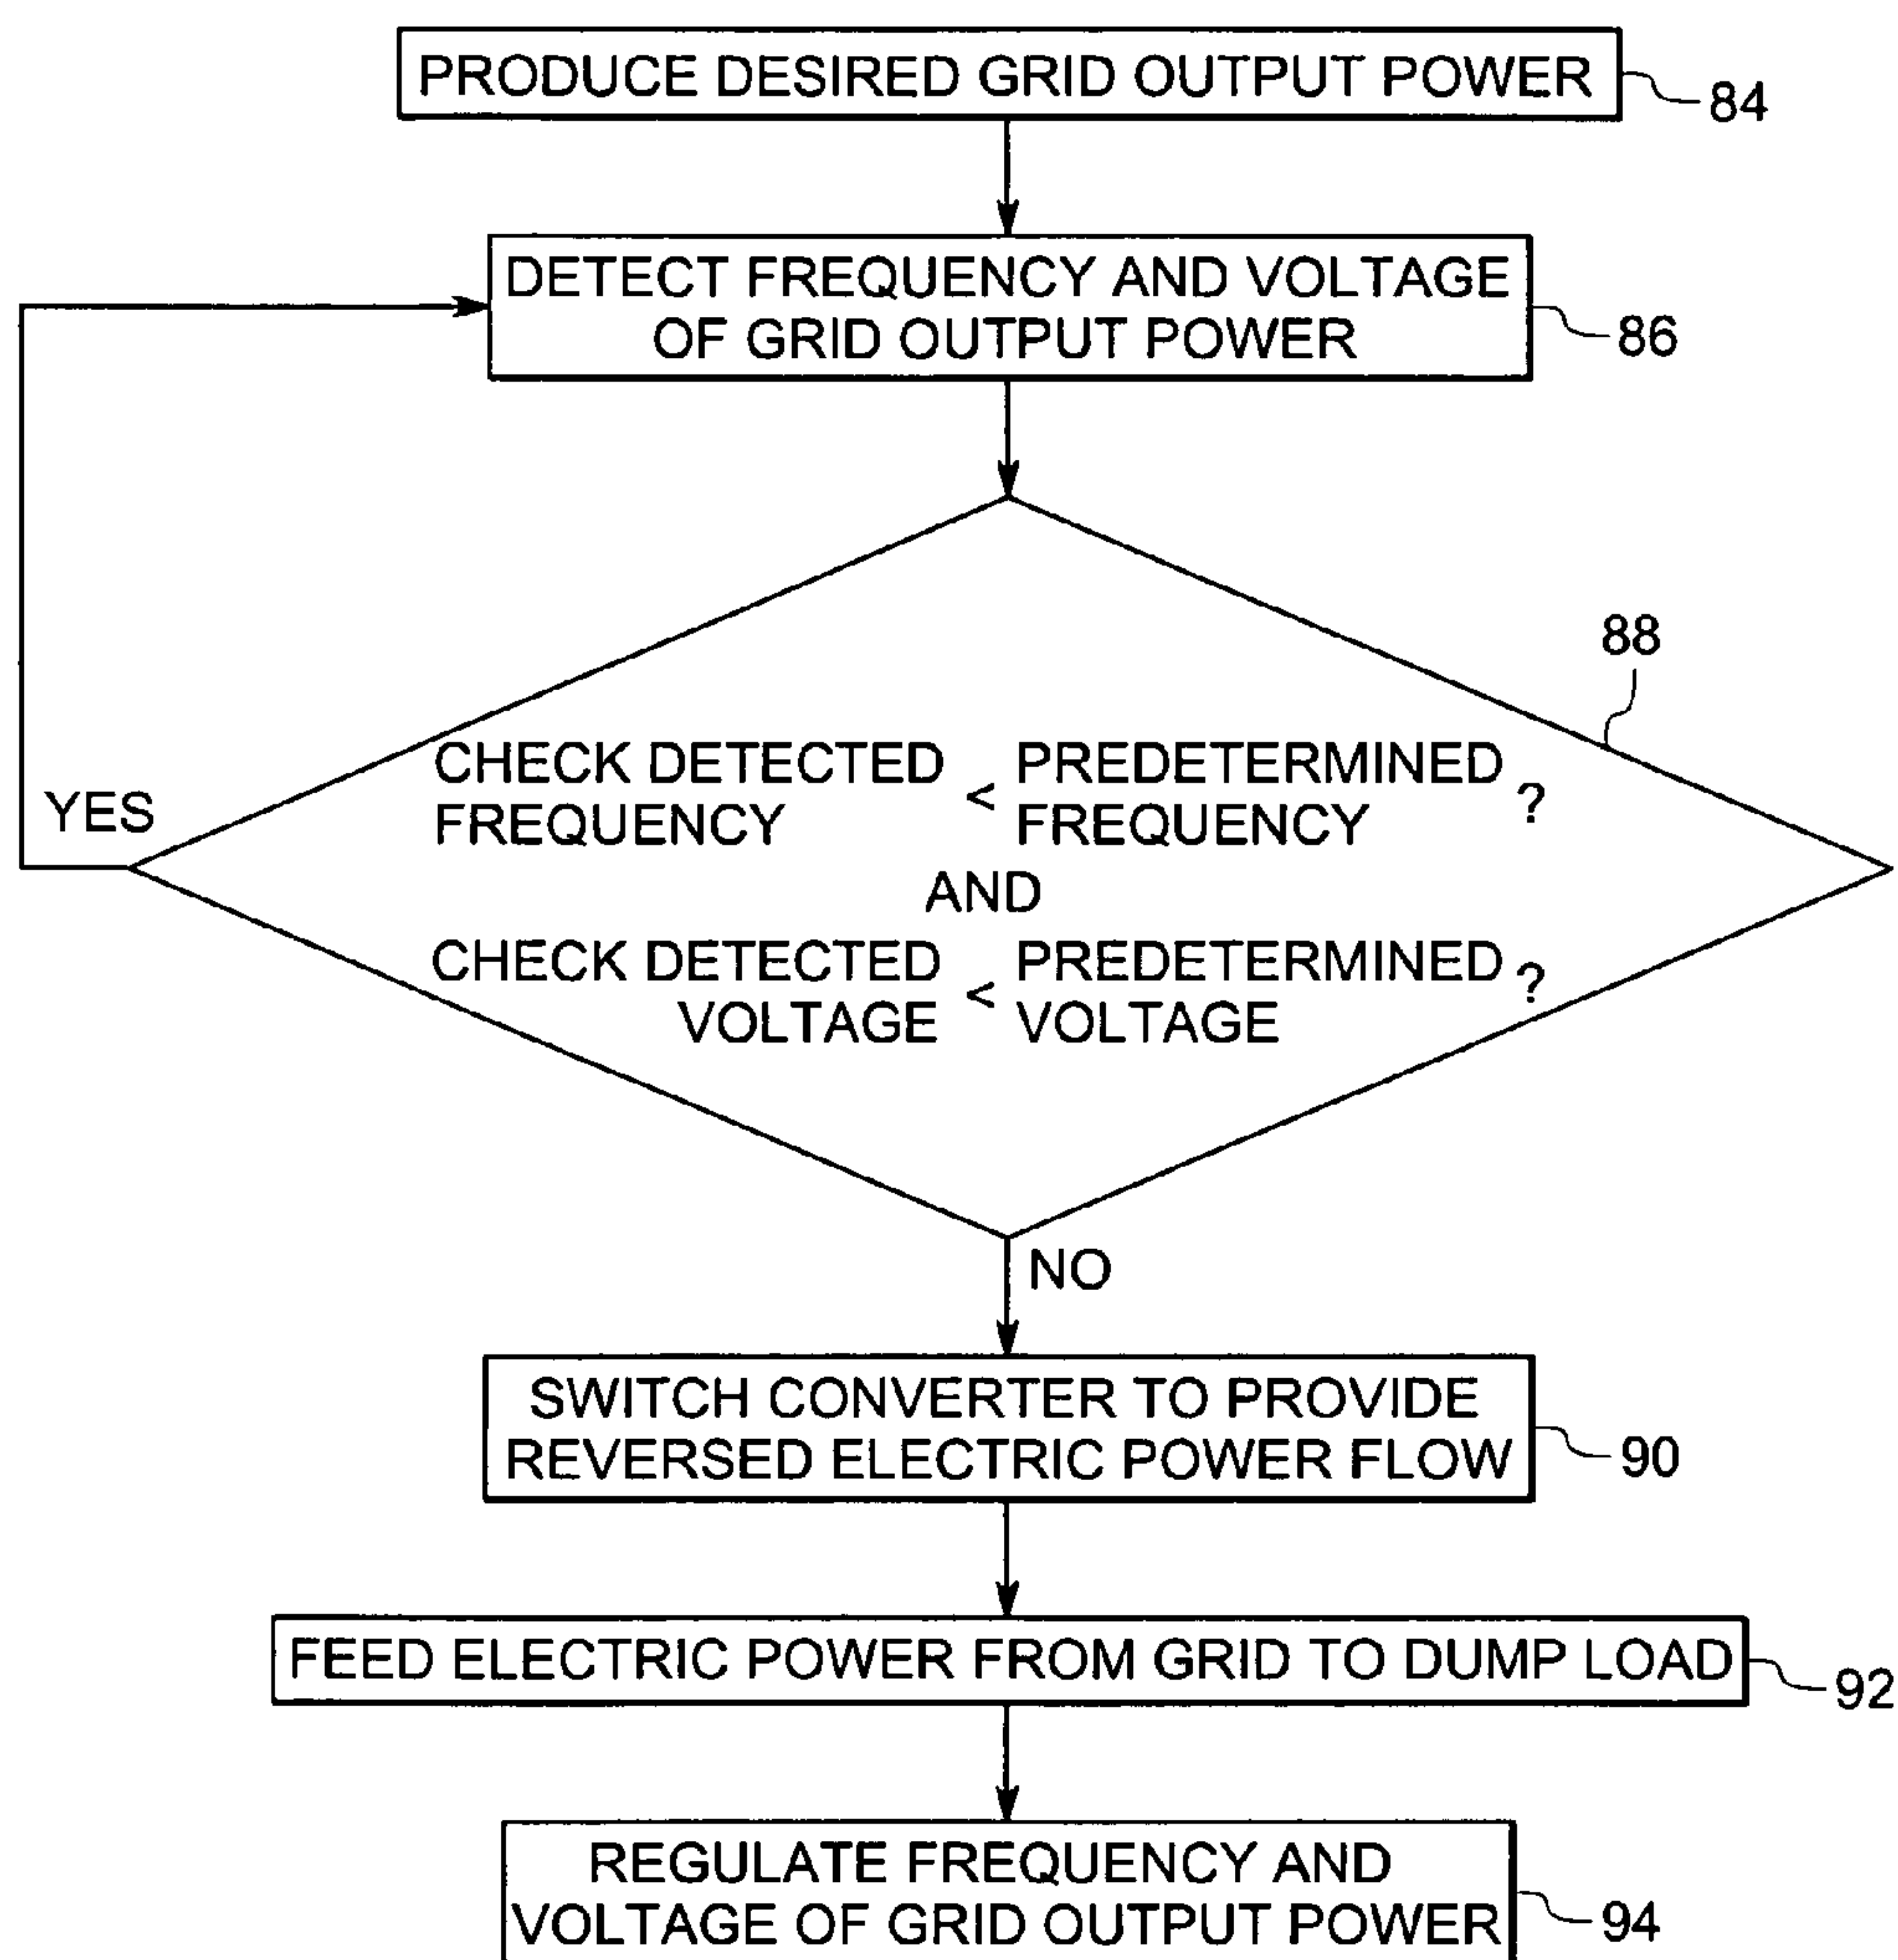 PRODUCE DESIRED GRID OUTPUT POWER
84
DETECT FREQUENCY AND VOLTAGE
OF GRID OUTPUT POWER
86
88
CHECK DETECTED < PREDETERMINED ?
FREQUENCY FREQUENCY
YES
AND
CHECK DETECTED < PREDETERMINED ?
VOLTAGE VOLTAGE
NO
SWITCH CONVERTER TO PROVIDE
REVERSED ELECTRIC POWER FLOW
90
FEED ELECTRIC POWER FROM GRID TO DUMP LOAD
92
REGULATE FREQUENCY AND
VOLTAGE OF GRID OUTPUT POWER
94